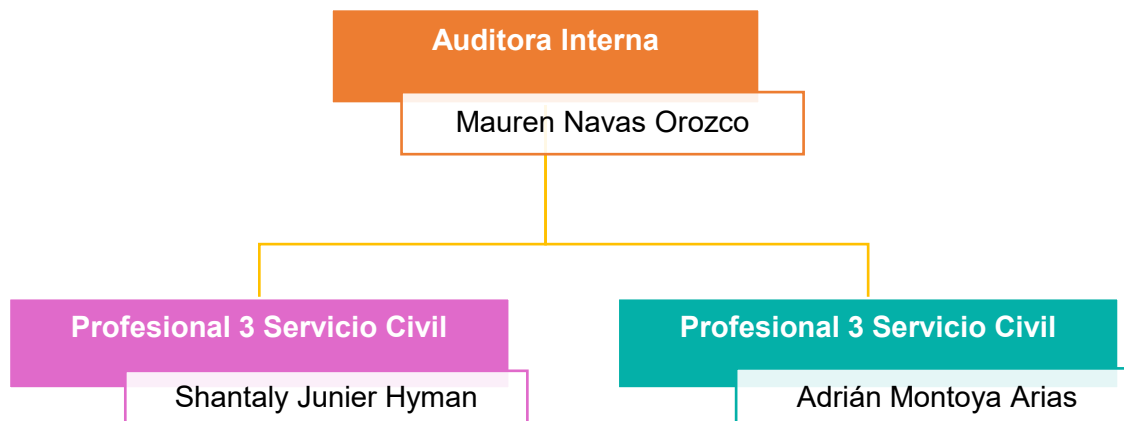 Auditora Interna
Mauren Navas Orozco
Profesional 3 Servicio Civil
Shantaly Junier Hyman
Profesional 3 Servicio Civil
Adrián Montoya Arias